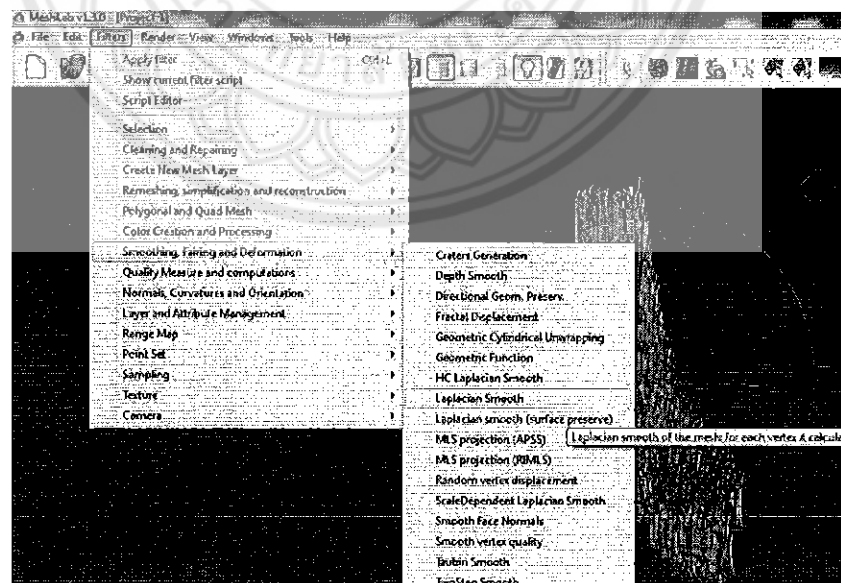 MeshLab v1.3.0 - [Project_1]
File Edit Filters Render View Windows Tools Help
Apply filter Ctrl+L
Show current filter script
Script Editor
Selection
Cleaning and Repairing
Create New Mesh Layer
Remeshing, simplification and reconstruction
Polygonal and Quad Mesh
Color Creation and Processing
Smoothing, Fairing and Deformation
Quality Measure and computations
Normals, Curvatures and Orientation
Layer and Attribute Management
Range Map
Point Set
Sampling
Texture
Camera
Craters Generation
Depth Smooth
Directional Geom. Preserv.
Fractal Displacement
Geometric Cylindrical Unwrapping
Geometric Function
HC Laplacian Smooth
Laplacian Smooth
Laplacian smooth (surface preserve)
MLS projection (APSS)
Laplacian smooth of the mesh: for each vertex it calcula
MLS projection (RIMLS)
Random vertex displacement
ScaleDependent Laplacian Smooth
Smooth Face Normals
Smooth vertex quality
Taubin Smooth
TwoStep Smooth